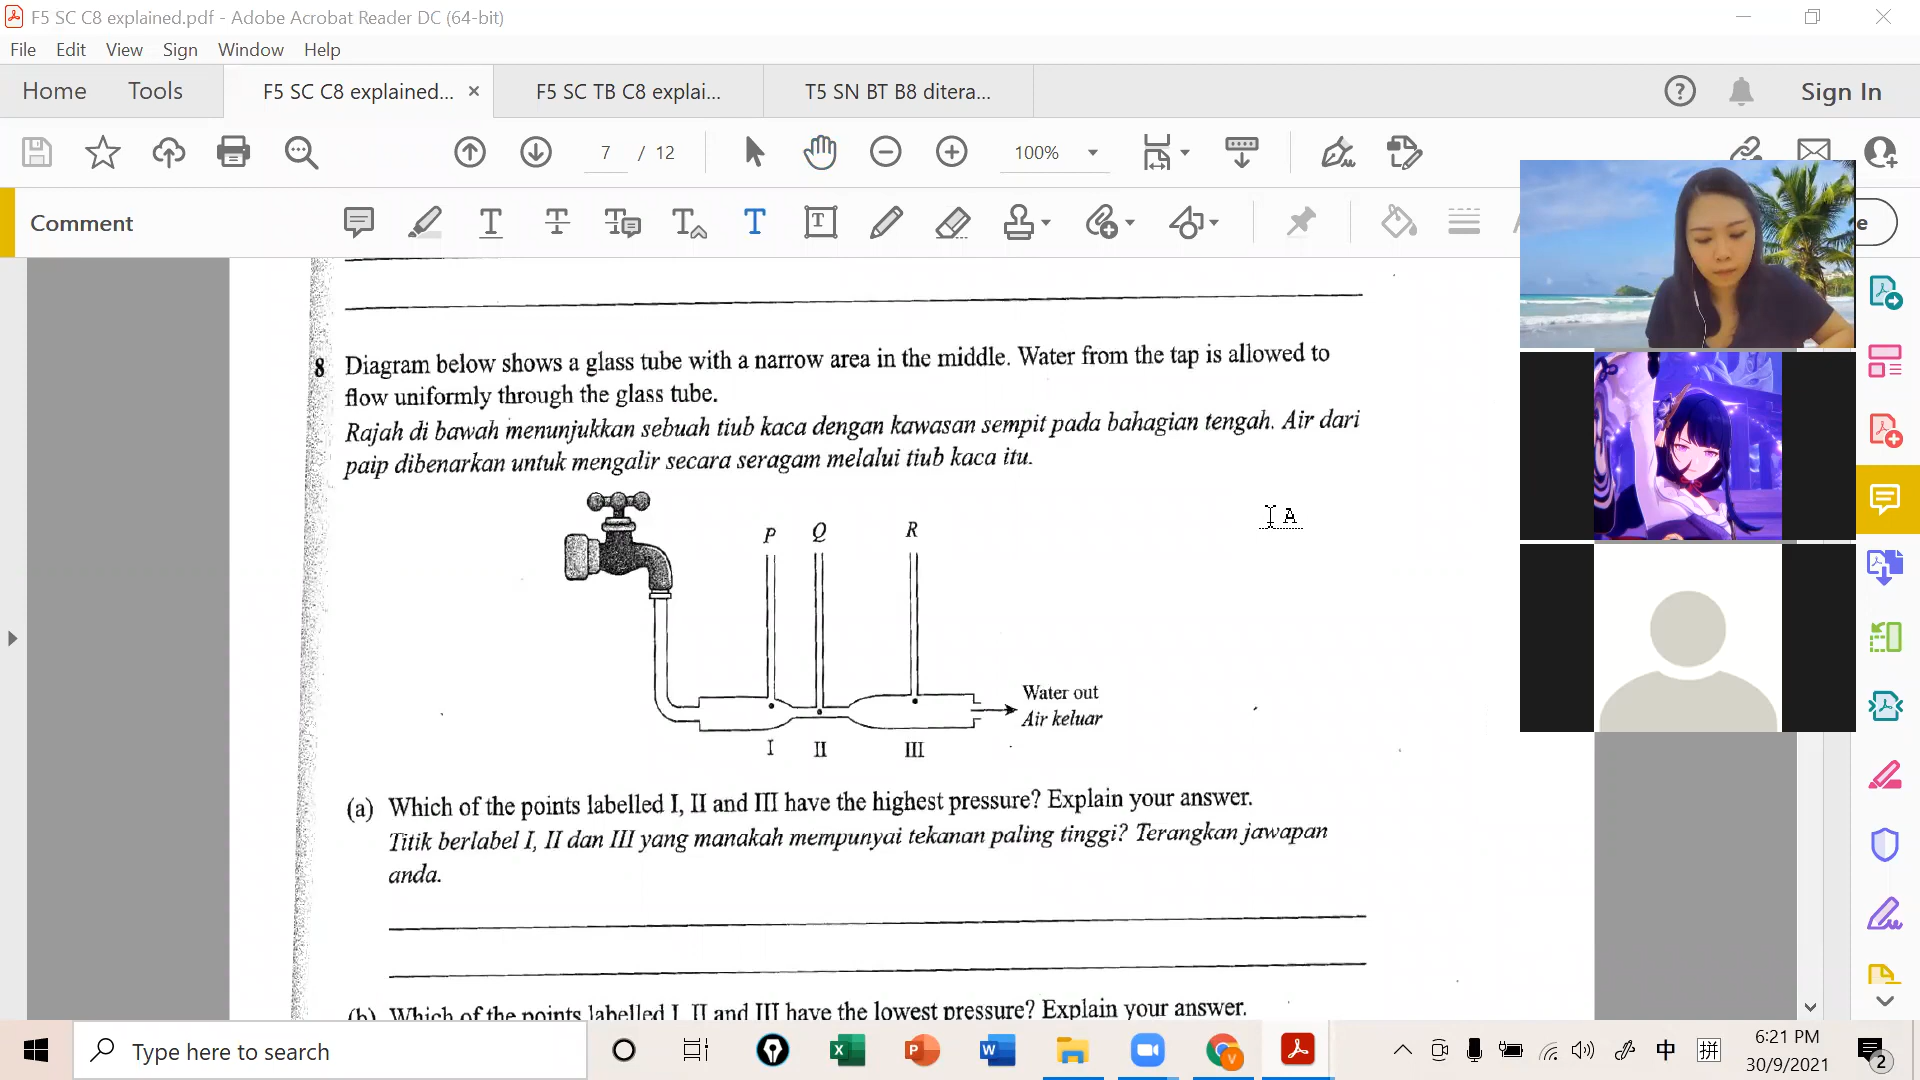 F5 SC C8 explained.pdf - Adobe Acrobat Reader DC (64-bit)
File Edit View Sign Window Help
Home Tools F5 SC C8 explained... × F5 SC TB C8 explai... T5 SN BT B8 ditera... Sign In
7 / 12 100%
Comment
8 Diagram below shows a glass tube with a narrow area in the middle. Water from the tap is allowed to
flow uniformly through the glass tube.
Rajah di bawah menunjukkan sebuah tiub kaca dengan kawasan sempit pada bahagian tengah. Air dari
paip dibenarkan untuk mengalir secara seragam melalui tiub kaca itu.
P Q R
Water out
Air keluar
I II III
(a) Which of the points labelled I, II and III have the highest pressure? Explain your answer.
Titik berlabel I, II dan III yang manakah mempunyai tekanan paling tinggi? Terangkan jawapan
anda.
(b) Which of the points labelled I, II and III have the lowest pressure? Explain your answer.
Type here to search
中 拼
6:21 PM
30/9/2021
2